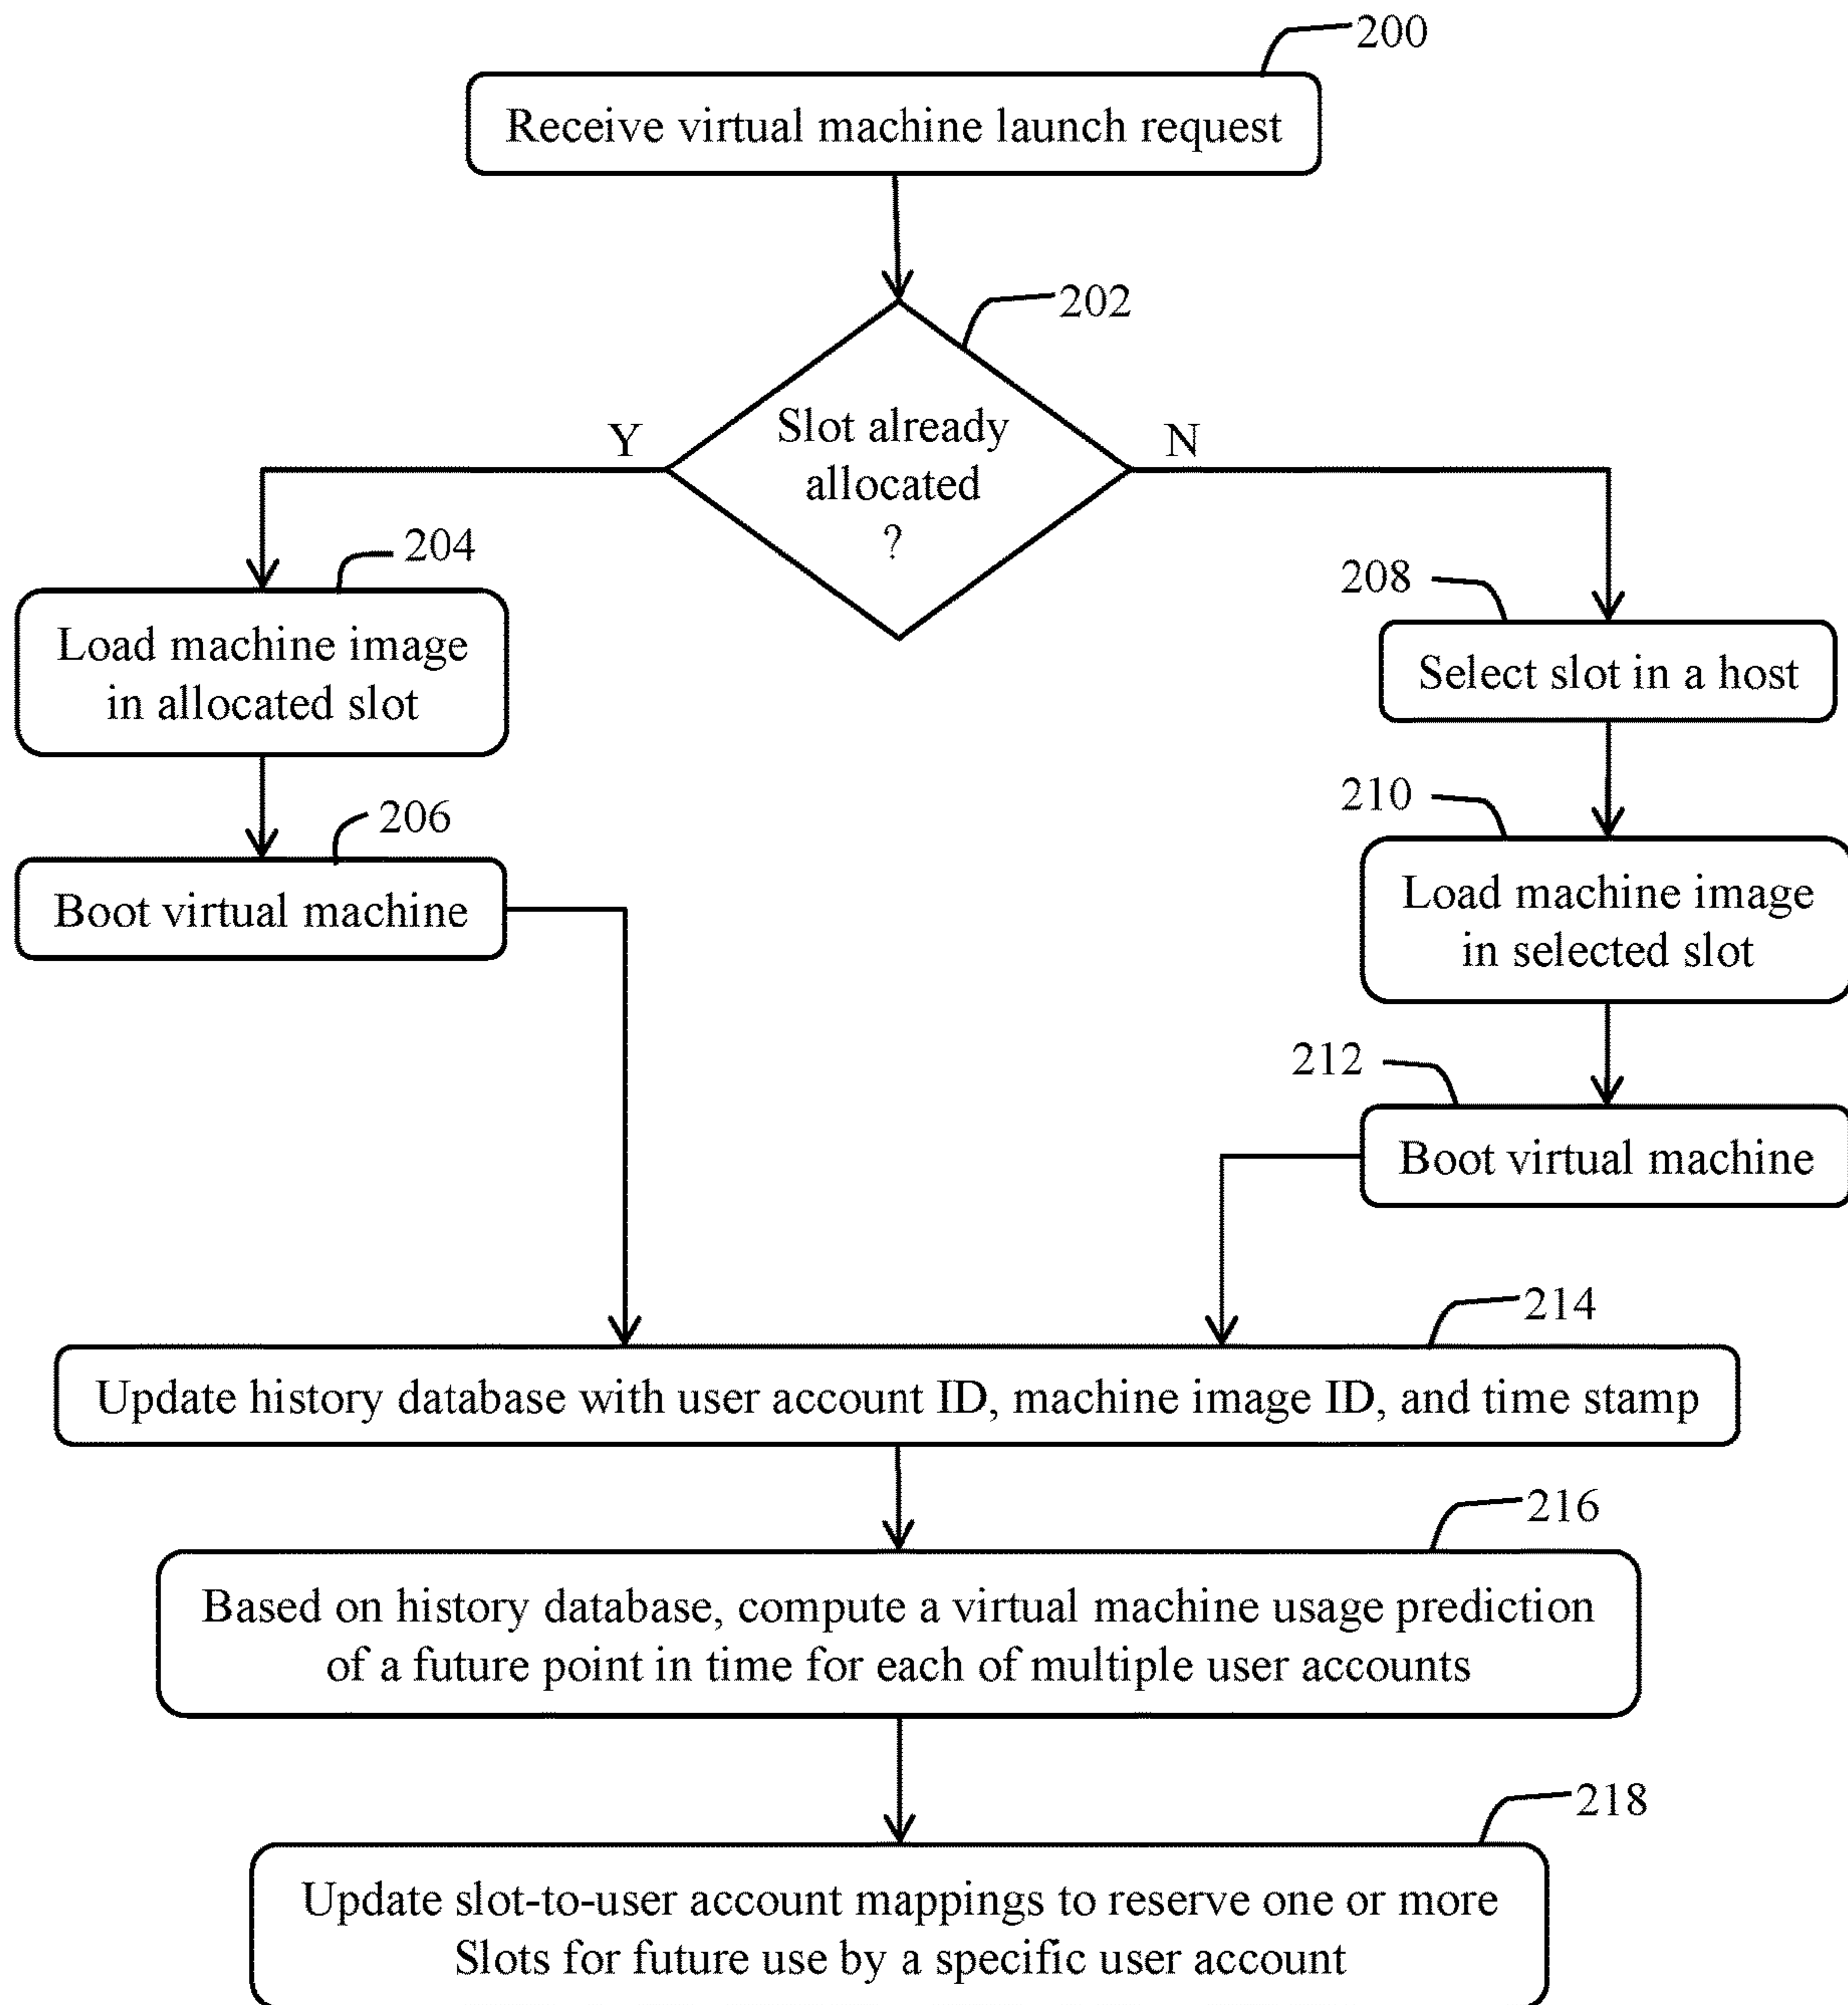 200
Receive virtual machine launch request
202
Slot already
allocated
?
Y
N
204
Load machine image
in allocated slot
206
Boot virtual machine
208
Select slot in a host
210
Load machine image
in selected slot
212
Boot virtual machine
214
Update history database with user account ID, machine image ID, and time stamp
216
Based on history database, compute a virtual machine usage prediction
of a future point in time for each of multiple user accounts
218
Update slot-to-user account mappings to reserve one or more
Slots for future use by a specific user account